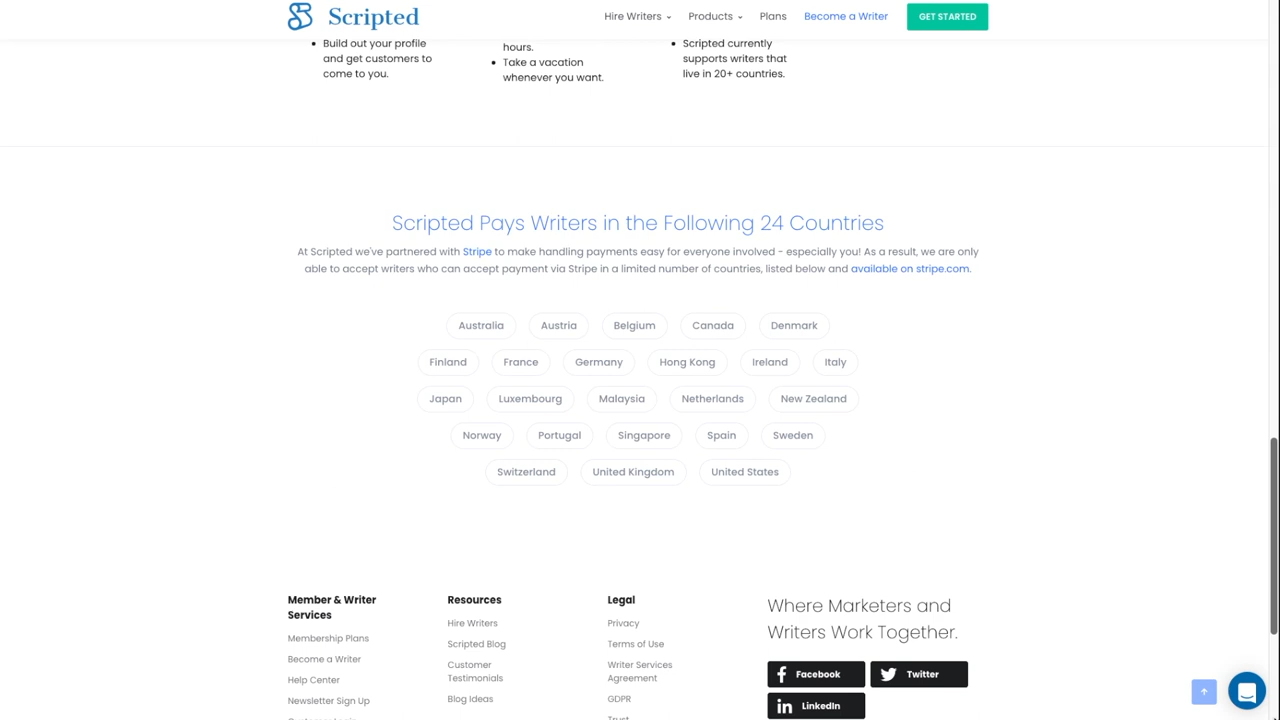 Scripted
Hire Writers Products Plans Become a Writer GET STARTED
Build out your profile
and get customers to
come to you.
hours.
Take a vacation
whenever you want.
Scripted currently
supports writers that
live in 20+ countries.
Scripted Pays Writers in the Following 24 Countries
At Scripted we've partnered with Stripe to make handling payments easy for everyone involved - especially you! As a result, we are only
able to accept writers who can accept payment via Stripe in a limited number of countries, listed below and available on stripe.com.
Australia Austria Belgium Canada Denmark
Finland France Germany Hong Kong Ireland Italy
Japan Luxembourg Malaysia Netherlands New Zealand
Norway Portugal Singapore Spain Sweden
Switzerland United Kingdom United States
Member & Writer
Services
Membership Plans
Become a Writer
Help Center
Newsletter Sign Up
Resources
Hire Writers
Scripted Blog
Customer
Testimonials
Blog Ideas
Legal
Privacy
Terms of Use
Writer Services
Agreement
GDPR
Trust
Where Marketers and
Writers Work Together.
Facebook Twitter
LinkedIn